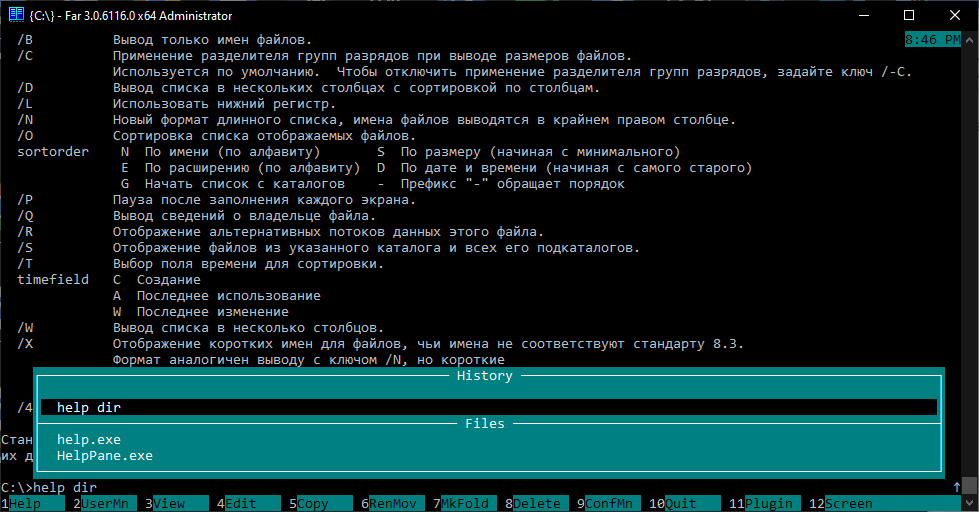 {C:\} - Far 3.0.6116.0 x64 Administrator
/B Вывод только имен файлов. 8:46 PM
/C Применение разделителя групп разрядов при выводе размеров файлов.
Используется по умолчанию. Чтобы отключить применение разделителя групп разрядов, задайте ключ /-C.
/D Вывод списка в нескольких столбцах с сортировкой по столбцам.
/L Использовать нижний регистр.
/N Новый формат длинного списка, имена файлов выводятся в крайнем правом столбце.
/O Сортировка списка отображаемых файлов.
sortorder N По имени (по алфавиту) S По размеру (начиная с минимального)
E По расширению (по алфавиту) D По дате и времени (начиная с самого старого)
G Начать список с каталогов - Префикс "-" обращает порядок
/P Пауза после заполнения каждого экрана.
/Q Вывод сведений о владельце файла.
/R Отображение альтернативных потоков данных этого файла.
/S Отображение файлов из указанного каталога и всех его подкаталогов.
/T Выбор поля времени для сортировки.
timefield C Создание
A Последнее использование
W Последнее изменение
/W Вывод списка в несколько столбцов.
/X Отображение коротких имен для файлов, чьи имена не соответствуют стандарту 8.3.
Формат аналогичен выводу с ключом /N, но короткие
History
/4 help dir
Files
Стан help.exe
их д HelpPane.exe
C:\>help dir ↑
1Help 2UserMn 3View 4Edit 5Copy 6RenMov 7MkFold 8Delete 9ConfMn 10Quit 11Plugin 12Screen